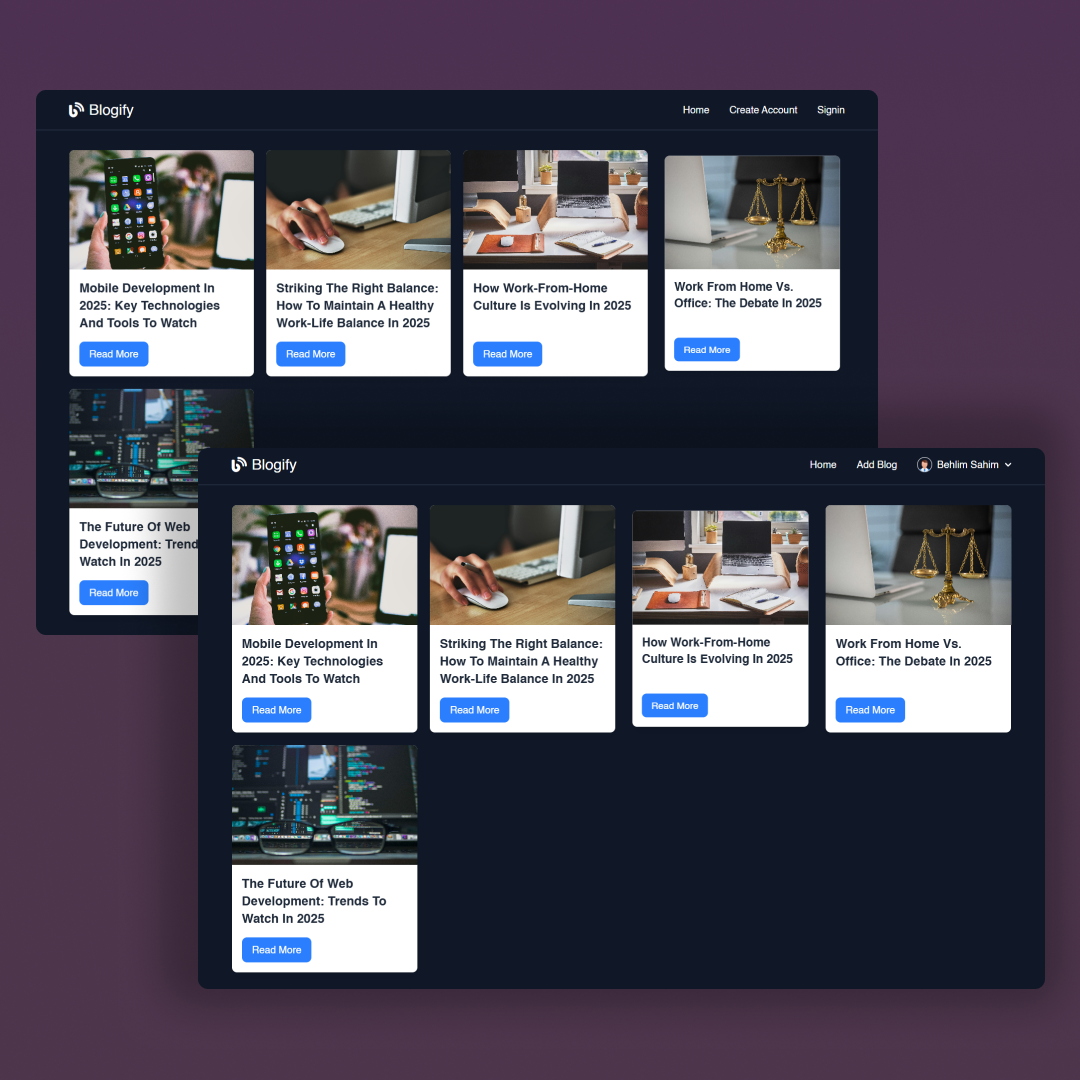 Blogify
Home
Create Account
Signin
Mobile Development In
2025: Key Technologies
And Tools To Watch
Read More
Striking The Right Balance:
How To Maintain A Healthy
Work-Life Balance In 2025
Read More
How Work-From-Home
Culture Is Evolving In 2025
Read More
Work From Home Vs.
Office: The Debate In 2025
Read More
The Future Of Web
Development: Trend
Watch In 2025
Read More
Blogify
Home
Add Blog
Behlim Sahim
Mobile Development In
2025: Key Technologies
And Tools To Watch
Read More
Striking The Right Balance:
How To Maintain A Healthy
Work-Life Balance In 2025
Read More
How Work-From-Home
Culture Is Evolving In 2025
Read More
Work From Home Vs.
Office: The Debate In 2025
Read More
The Future Of Web
Development: Trends To
Watch In 2025
Read More